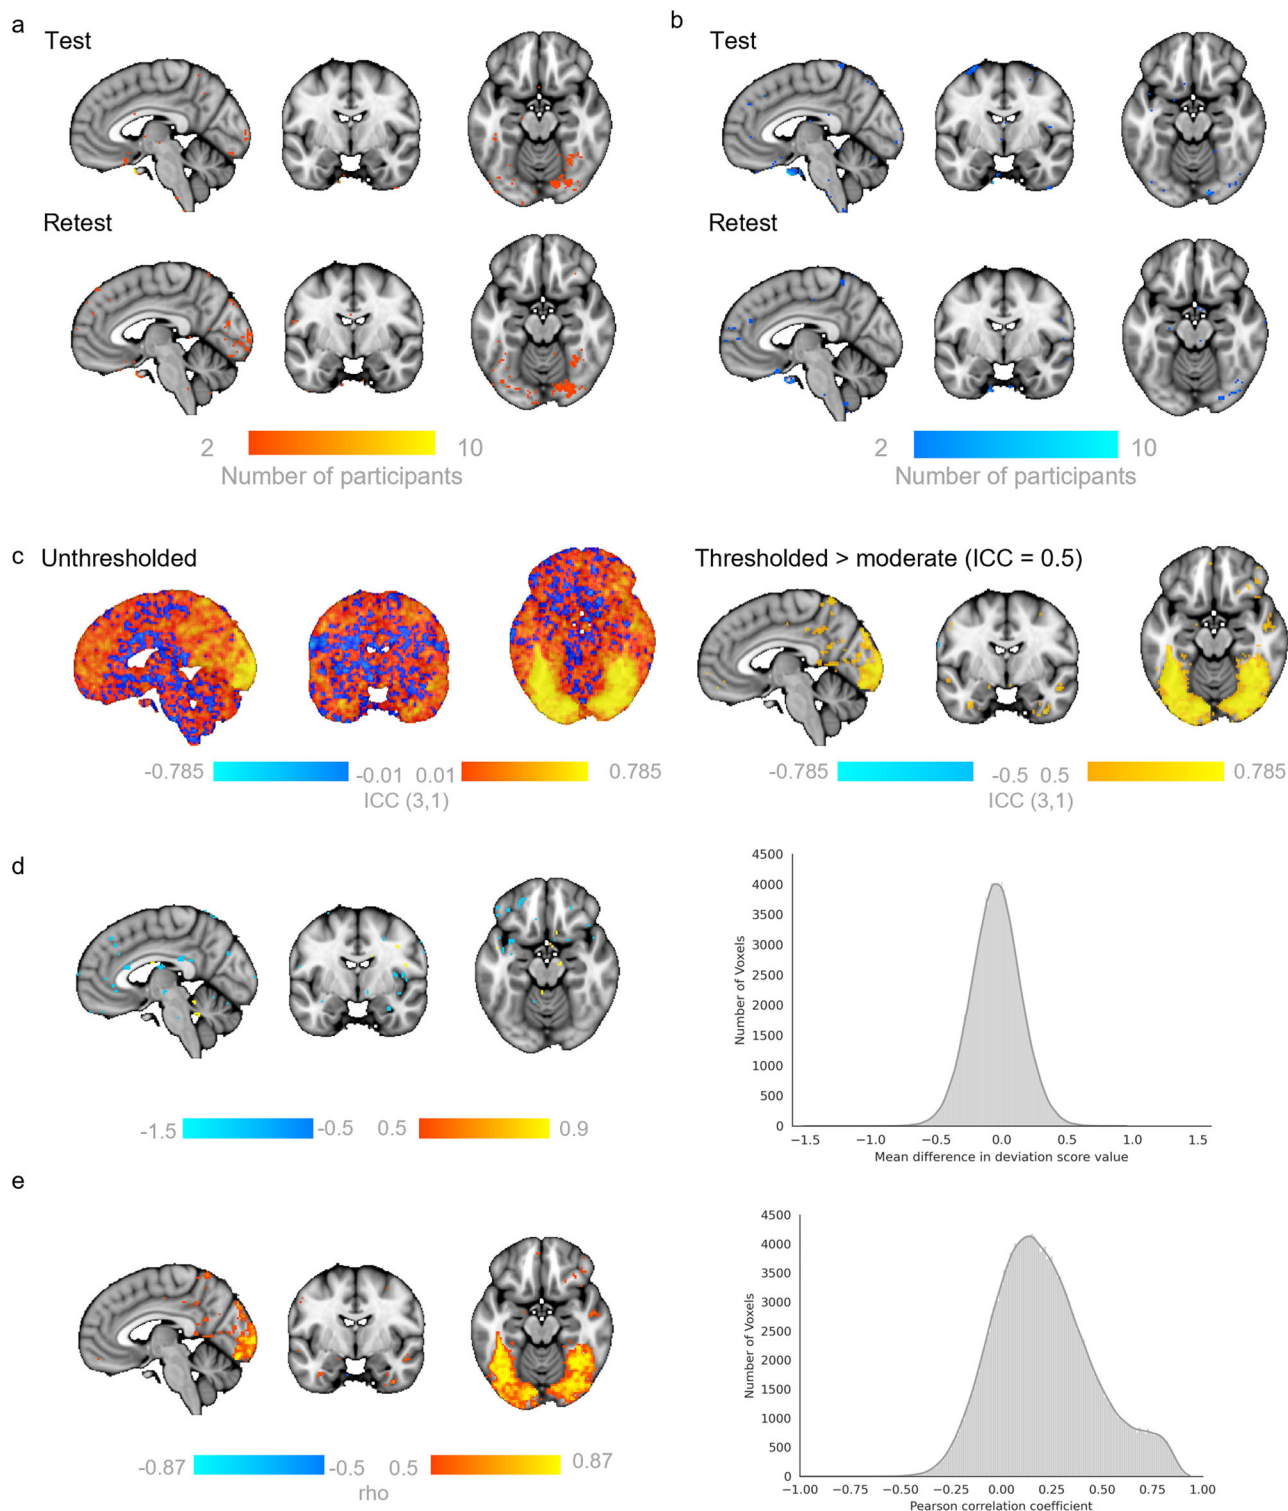 a
Test
b
Test
Retest
Retest
2
10
Number of participants
2
10
Number of participants
c
Unthresholded
Thresholded > moderate (ICC = 0.5)
-0.785
-0.01
0.01
0.785
ICC (3,1)
-0.785
-0.5
0.5
0.785
ICC (3,1)
d
-1.5
-0.5
0.5
0.9
4500
4000
3500
3000
2500
2000
1500
1000
500
0
Number of Voxels
−1.5 −1.0 −0.5 0.0 0.5 1.0 1.5
Mean difference in deviation score value
e
-0.87
-0.5
0.5
0.87
rho
4500
4000
3500
3000
2500
2000
1500
1000
500
0
Number of Voxels
−1.00 −0.75 −0.50 −0.25 0.00 0.25 0.50 0.75 1.00
Pearson correlation coefficient